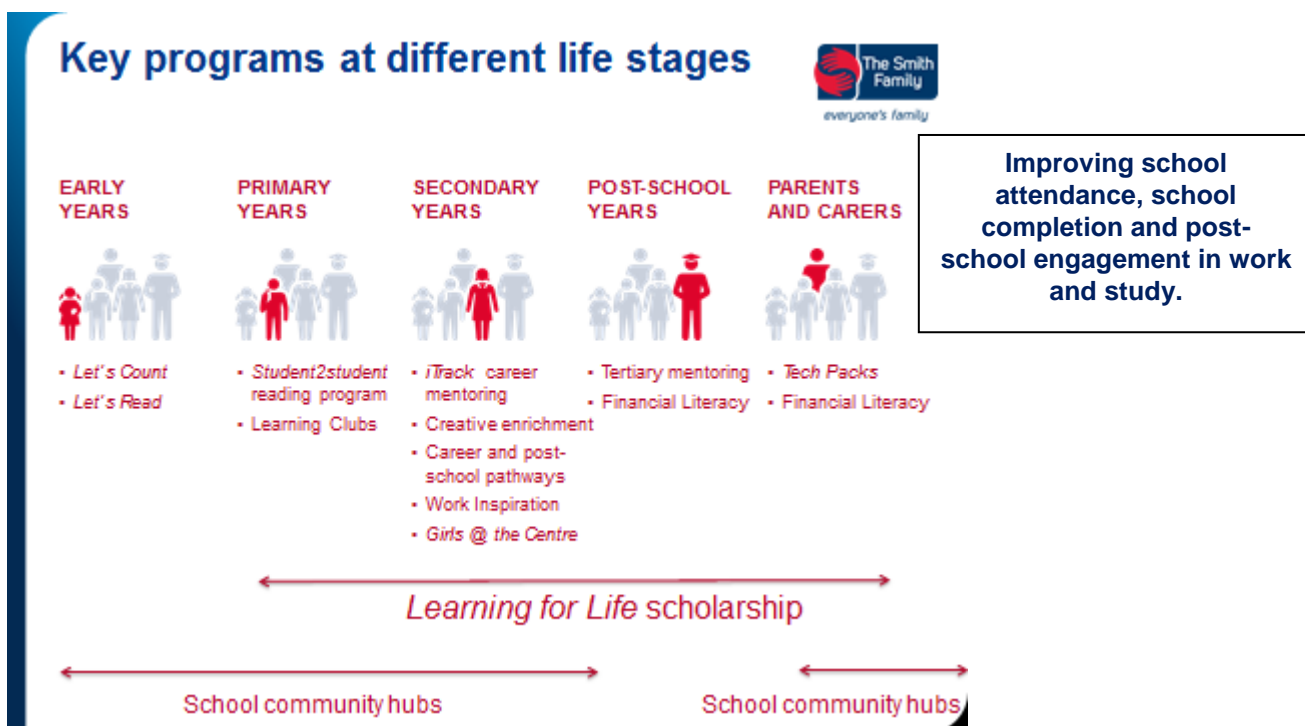 Key programs at different life stages
The Smith
Family
everyone's family
Improving school
attendance, school
completion and post-
school engagement in work
and study.
EARLY
YEARS
• Let's Count
• Let's Read
PRIMARY
YEARS
• Student2student
reading program
• Learning Clubs
SECONDARY
YEARS
• iTrack career
mentoring
• Creative enrichment
• Career and post-
school pathways
• Work Inspiration
• Girls @ the Centre
POST-SCHOOL
YEARS
• Tertiary mentoring
• Financial Literacy
PARENTS
AND CARERS
• Tech Packs
• Financial Literacy
Learning for Life scholarship
School community hubs
School community hubs